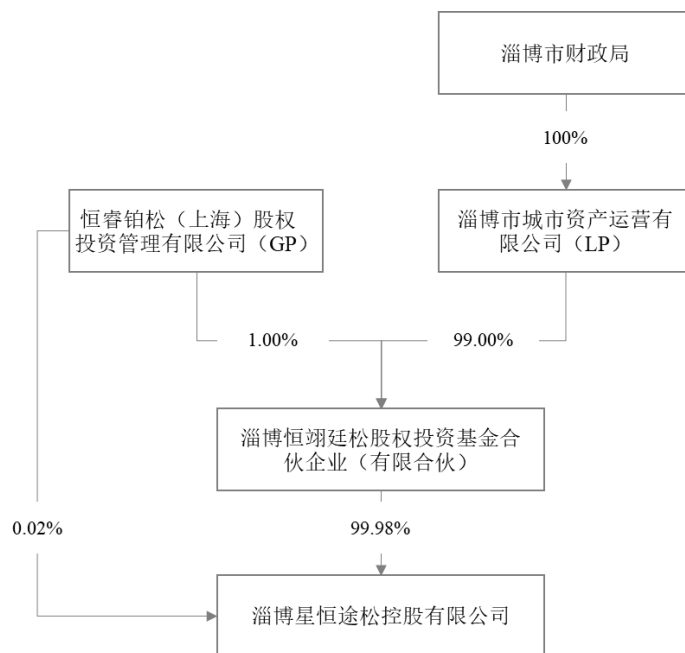 淄博市财政局
100%
恒睿铂松（上海）股权
投资管理有限公司（GP）
淄博市城市资产运营有
限公司（LP）
1.00%
99.00%
淄博恒翊廷松股权投资基金合
伙企业（有限合伙）
0.02%
99.98%
淄博星恒途松控股有限公司